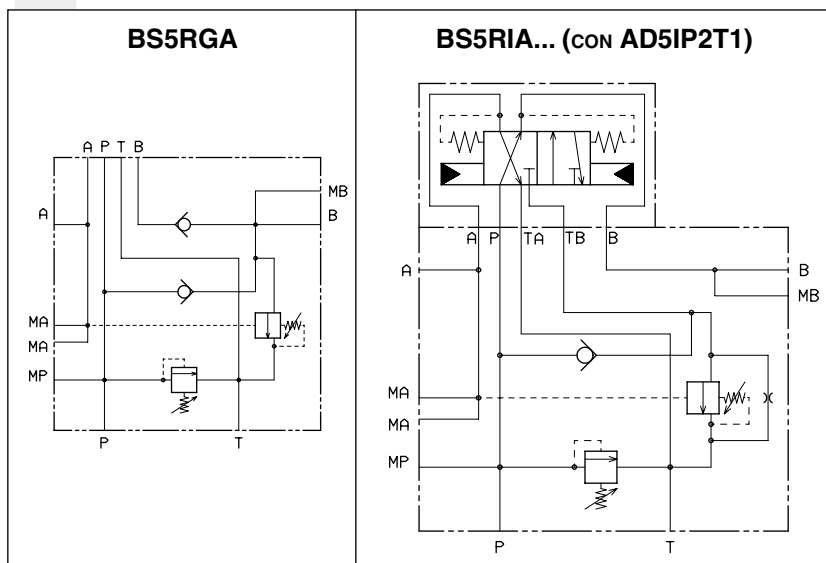 BS5RGA
A P T B
MB
A
B
MA
MA
MP
P T
BS5RIA... (CON AD5IP2T1)
A P TA TB B
A
B
MB
MA
MA
MP
P T